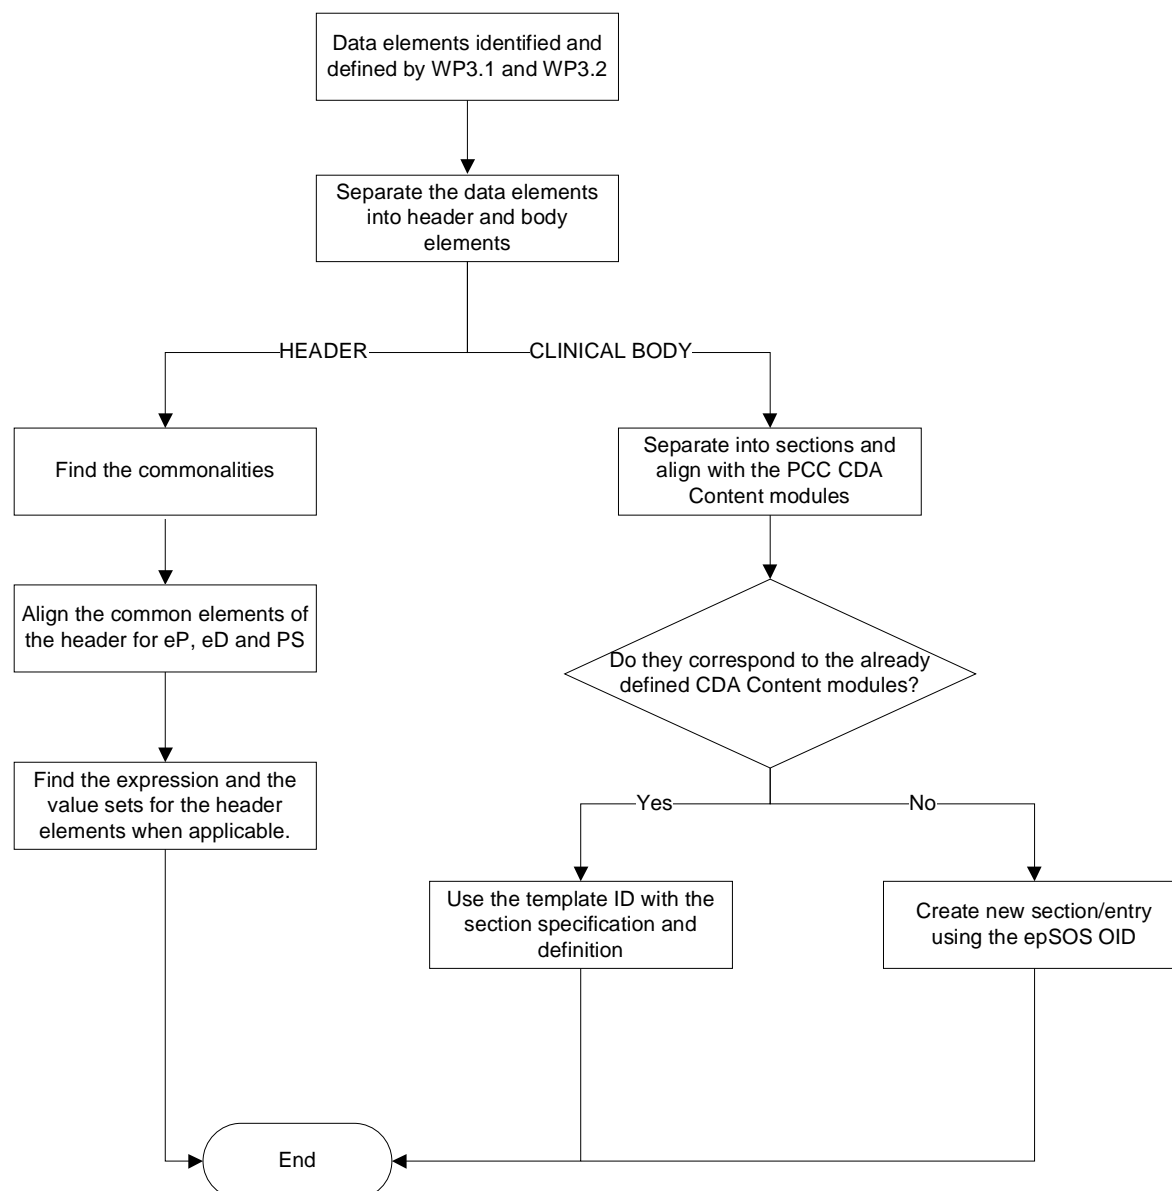 Data elements identified and
defined by WP3.1 and WP3.2
Separate the data elements
into header and body
elements
HEADER
CLINICAL BODY
Find the commonalities
Separate into sections and
align with the PCC CDA
Content modules
Align the common elements of
the header for eP, eD and PS
Do they correspond to the already
defined CDA Content modules?
Find the expression and the
value sets for the header
elements when applicable.
Yes
No
Use the template ID with the
section specification and
definition
Create new section/entry
using the epSOS OID
End